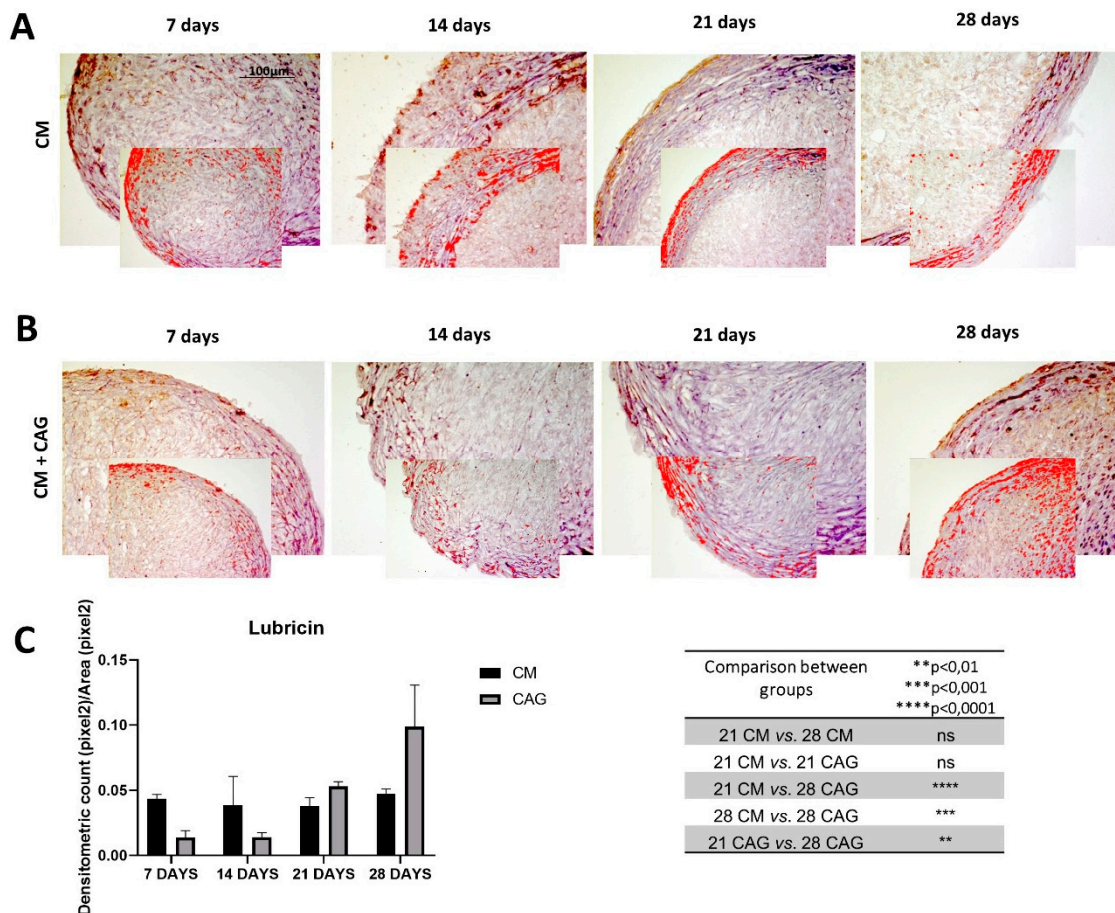 A
7 days
14 days
21 days
28 days
100µm
CM
B
7 days
14 days
21 days
28 days
CM + CAG
C
Lubricin
Densitometric count (pixel2)/Area (pixel2)
0.15
0.10
0.05
0.00
7 DAYS
14 DAYS
21 DAYS
28 DAYS
CM
CAG
Comparison between groups
**p<0,01
***p<0,001
****p<0,0001
21 CM vs. 28 CM ns
21 CM vs. 21 CAG ns
21 CM vs. 28 CAG ****
28 CM vs. 28 CAG ***
21 CAG vs. 28 CAG **